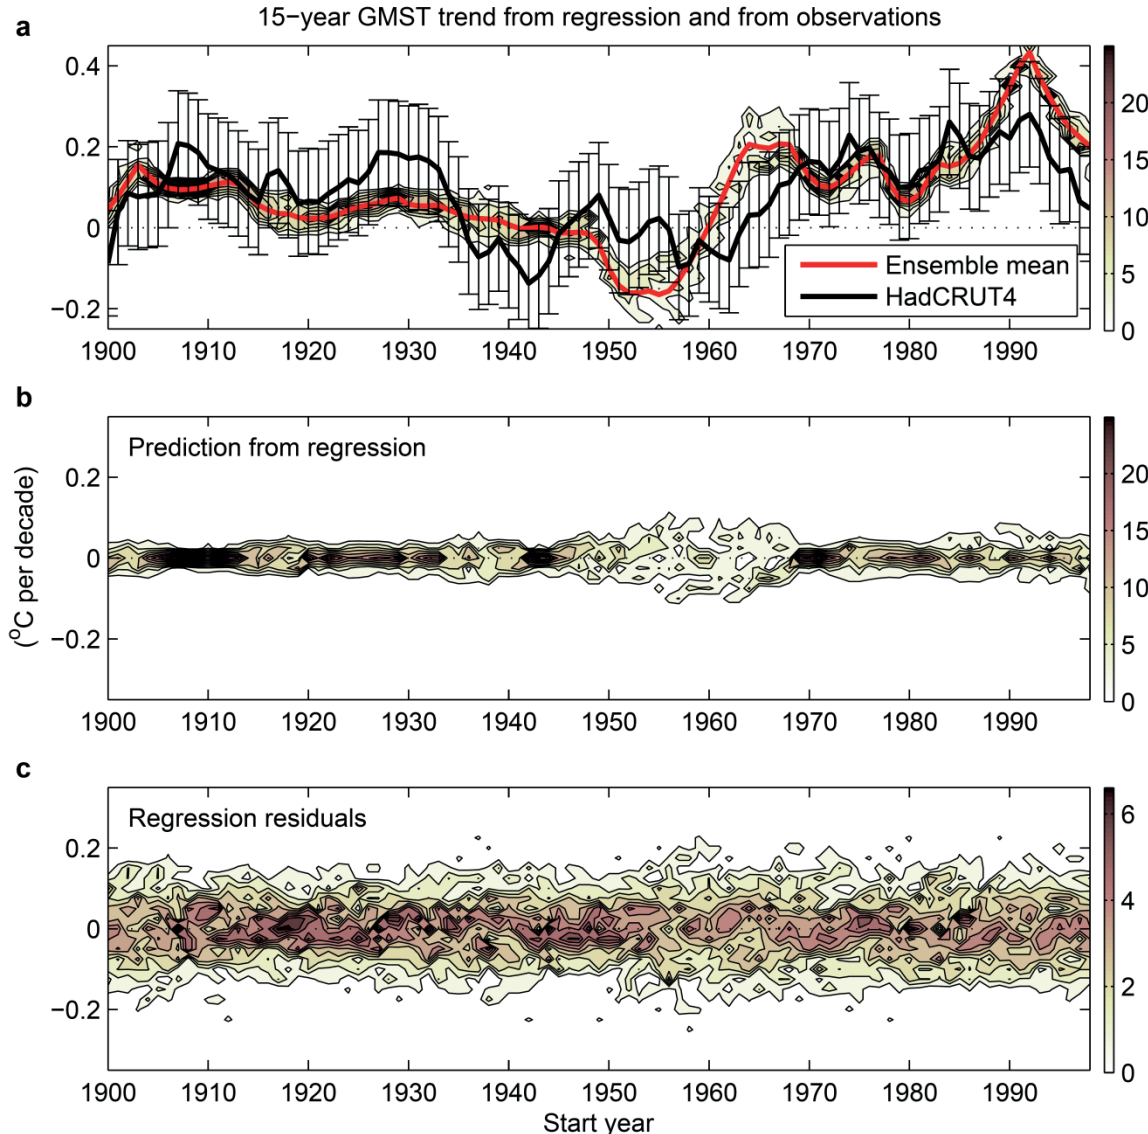 15−year GMST trend from regression and from observations
a
0.4
0.2
0
−0.2
20
15
10
5
0
Ensemble mean
HadCRUT4
1900 1910 1920 1930 1940 1950 1960 1970 1980 1990
b
Prediction from regression
0.2
0
−0.2
(°C per decade)
20
15
10
5
0
1900 1910 1920 1930 1940 1950 1960 1970 1980 1990
c
Regression residuals
0.2
0
−0.2
6
4
2
0
1900 1910 1920 1930 1940 1950 1960 1970 1980 1990
Start year